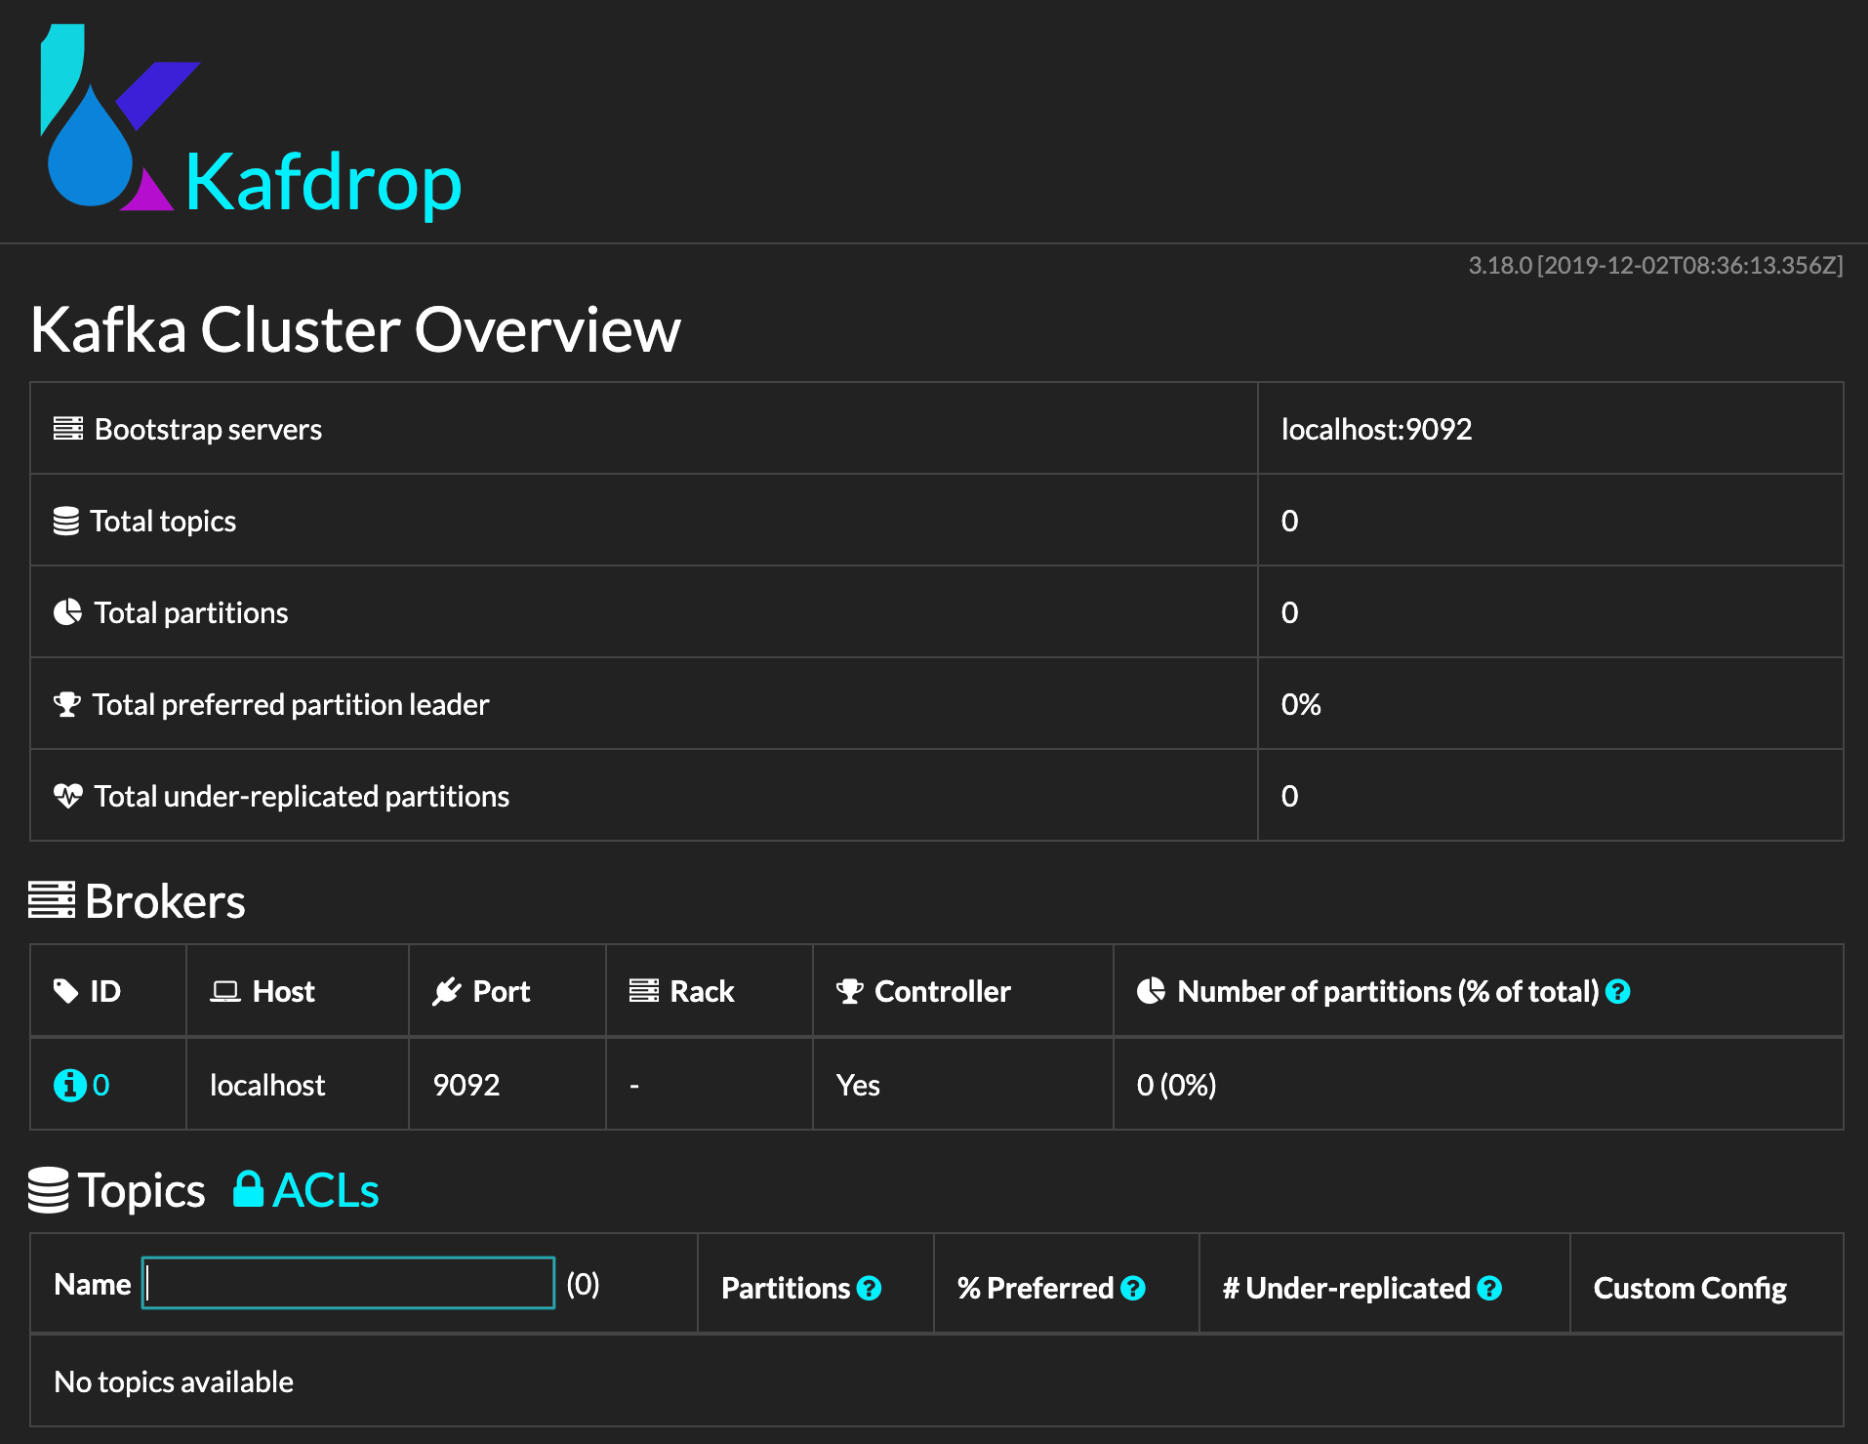 Kafdrop
3.18.0 [2019-12-02T08:36:13.356Z]
Kafka Cluster Overview
Bootstrap servers localhost:9092
Total topics 0
Total partitions 0
Total preferred partition leader 0%
Total under-replicated partitions 0
Brokers
ID Host Port Rack Controller Number of partitions (% of total) ?
i 0 localhost 9092 - Yes 0 (0%)
Topics ACLs
Name (0) Partitions ? % Preferred ? # Under-replicated ? Custom Config
No topics available